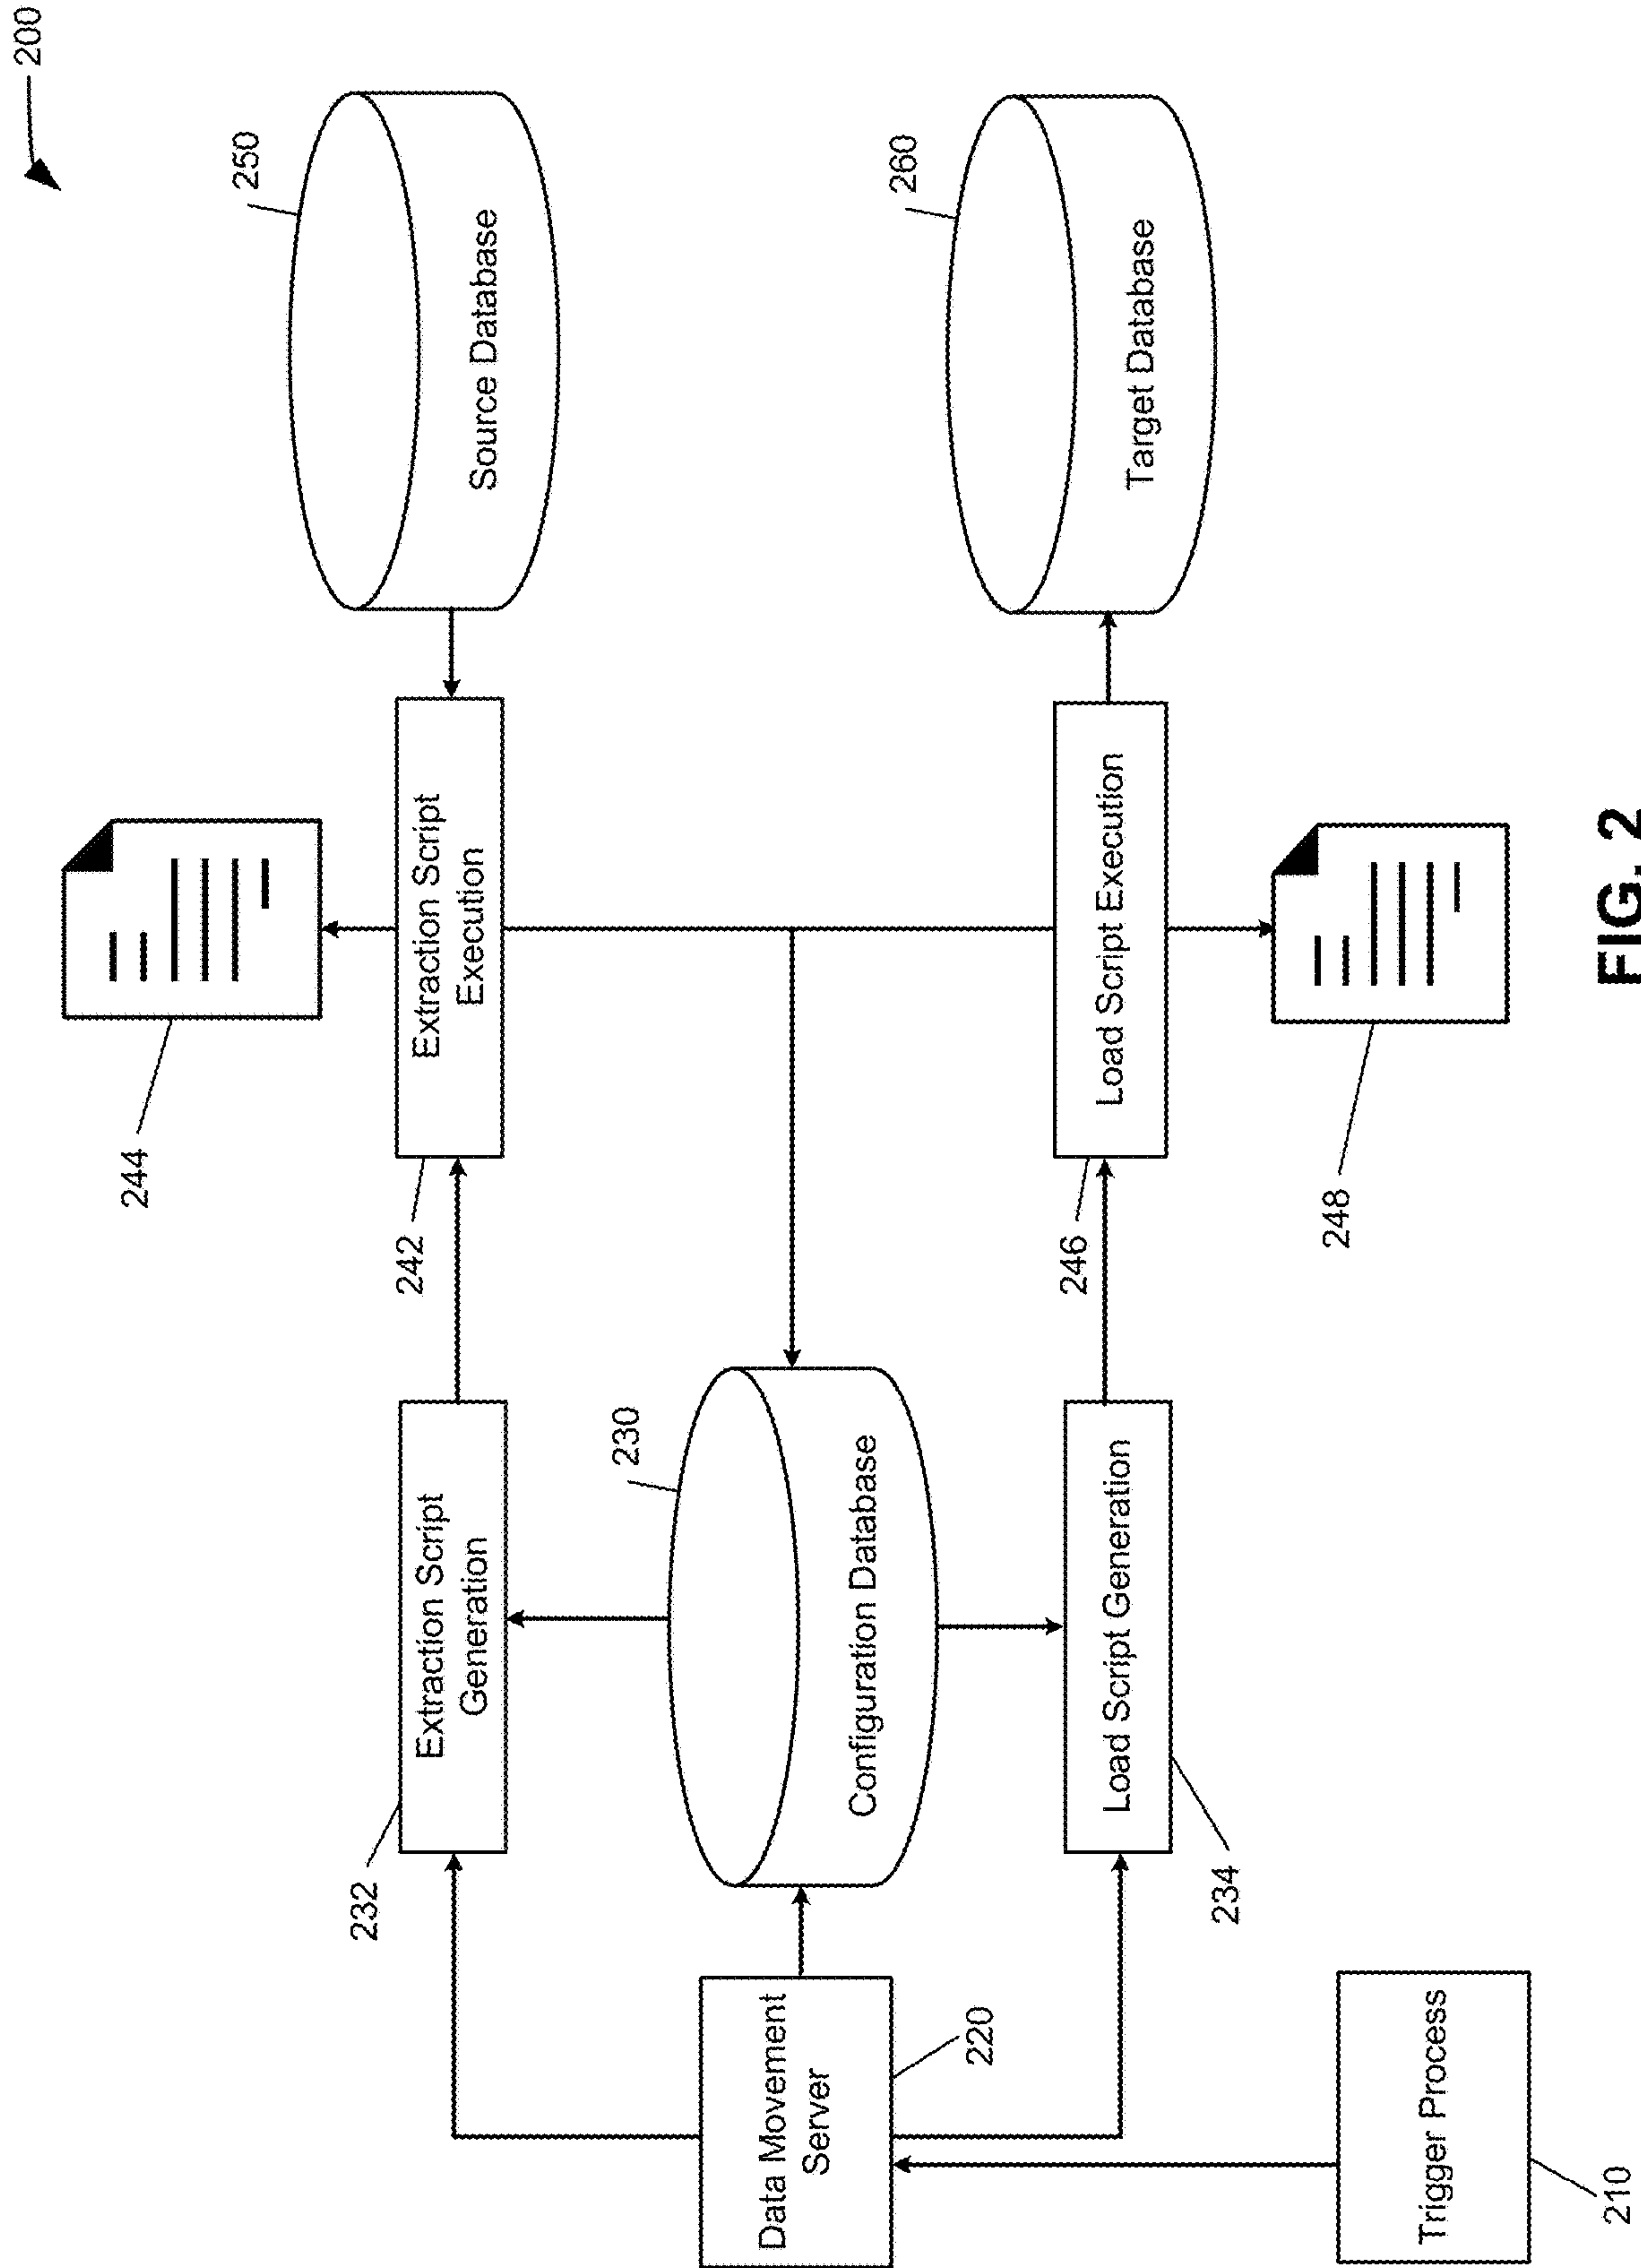 200
244
250
Extraction Script
Execution
Source Database
242
232
Extraction Script
Generation
230
Configuration Database
Data Movement
Server
220
260
Load Script Execution
Target Database
246
Load Script Generation
234
248
Trigger Process
210
FIG. 2